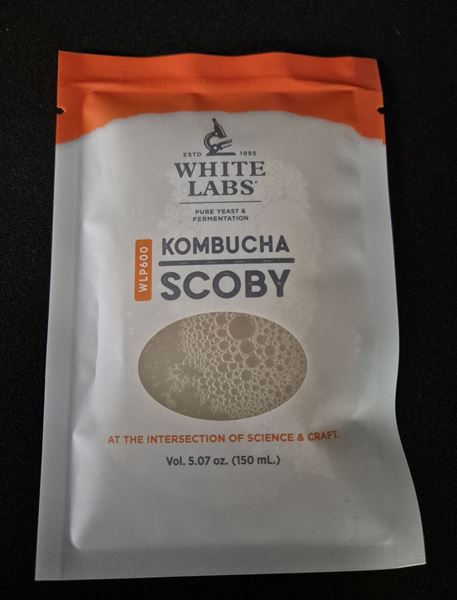 ESTD 1995
WHITE
LABS®
PURE YEAST &
FERMENTATION
WLP600
KOMBUCHA
SCOBY
AT THE INTERSECTION OF SCIENCE & CRAFT.
Vol. 5.07 oz. (150 mL.)